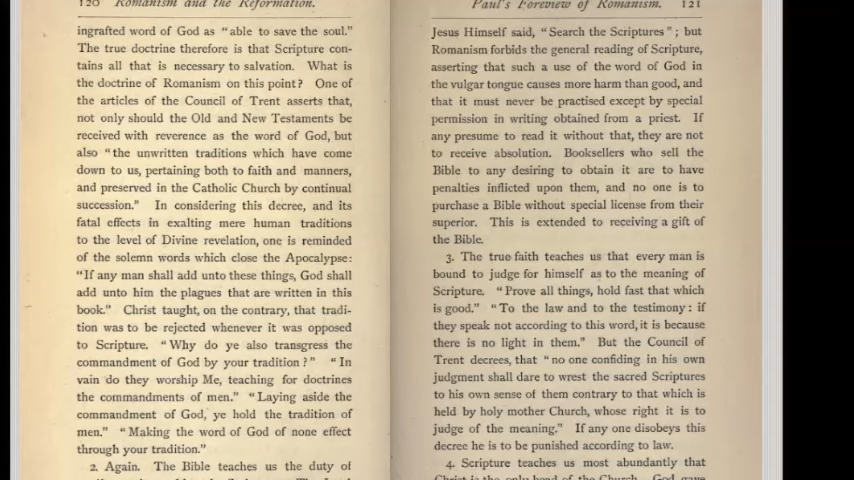 120 Romanism and the Reformation.
ingrafted word of God as "able to save the soul."
The true doctrine therefore is that Scripture con-
tains all that is necessary to salvation. What is
the doctrine of Romanism on this point? One of
the articles of the Council of Trent asserts that,
not only should the Old and New Testaments be
received with reverence as the word of God, but
also "the unwritten traditions which have come
down to us, pertaining both to faith and manners,
and preserved in the Catholic Church by continual
succession." In considering this decree, and its
fatal effects in exalting mere human traditions
to the level of Divine revelation, one is reminded
of the solemn words which close the Apocalypse:
"If any man shall add unto these things, God shall
add unto him the plagues that are written in this
book." Christ taught, on the contrary, that tradi-
tion was to be rejected whenever it was opposed
to Scripture. "Why do ye also transgress the
commandment of God by your tradition?" "In
vain do they worship Me, teaching for doctrines
the commandments of men." "Laying aside the
commandment of God, ye hold the tradition of
men." "Making the word of God of none effect
through your tradition."
2. Again. The Bible teaches us the duty of
Paul's Foreview of Romanism. 121
Jesus Himself said, "Search the Scriptures"; but
Romanism forbids the general reading of Scripture,
asserting that such a use of the word of God in
the vulgar tongue causes more harm than good, and
that it must never be practised except by special
permission in writing obtained from a priest. If
any presume to read it without that, they are not
to receive absolution. Booksellers who sell the
Bible to any desiring to obtain it are to have
penalties inflicted upon them, and no one is to
purchase a Bible without special license from their
superior. This is extended to receiving a gift of
the Bible.
3. The true faith teaches us that every man is
bound to judge for himself as to the meaning of
Scripture. "Prove all things, hold fast that which
is good." "To the law and to the testimony: if
they speak not according to this word, it is because
there is no light in them." But the Council of
Trent decrees, that "no one confiding in his own
judgment shall dare to wrest the sacred Scriptures
to his own sense of them contrary to that which is
held by holy mother Church, whose right it is to
judge of the meaning." If any one disobeys this
decree he is to be punished according to law.
4. Scripture teaches us most abundantly that
Christ is the only head of the Church. God gave